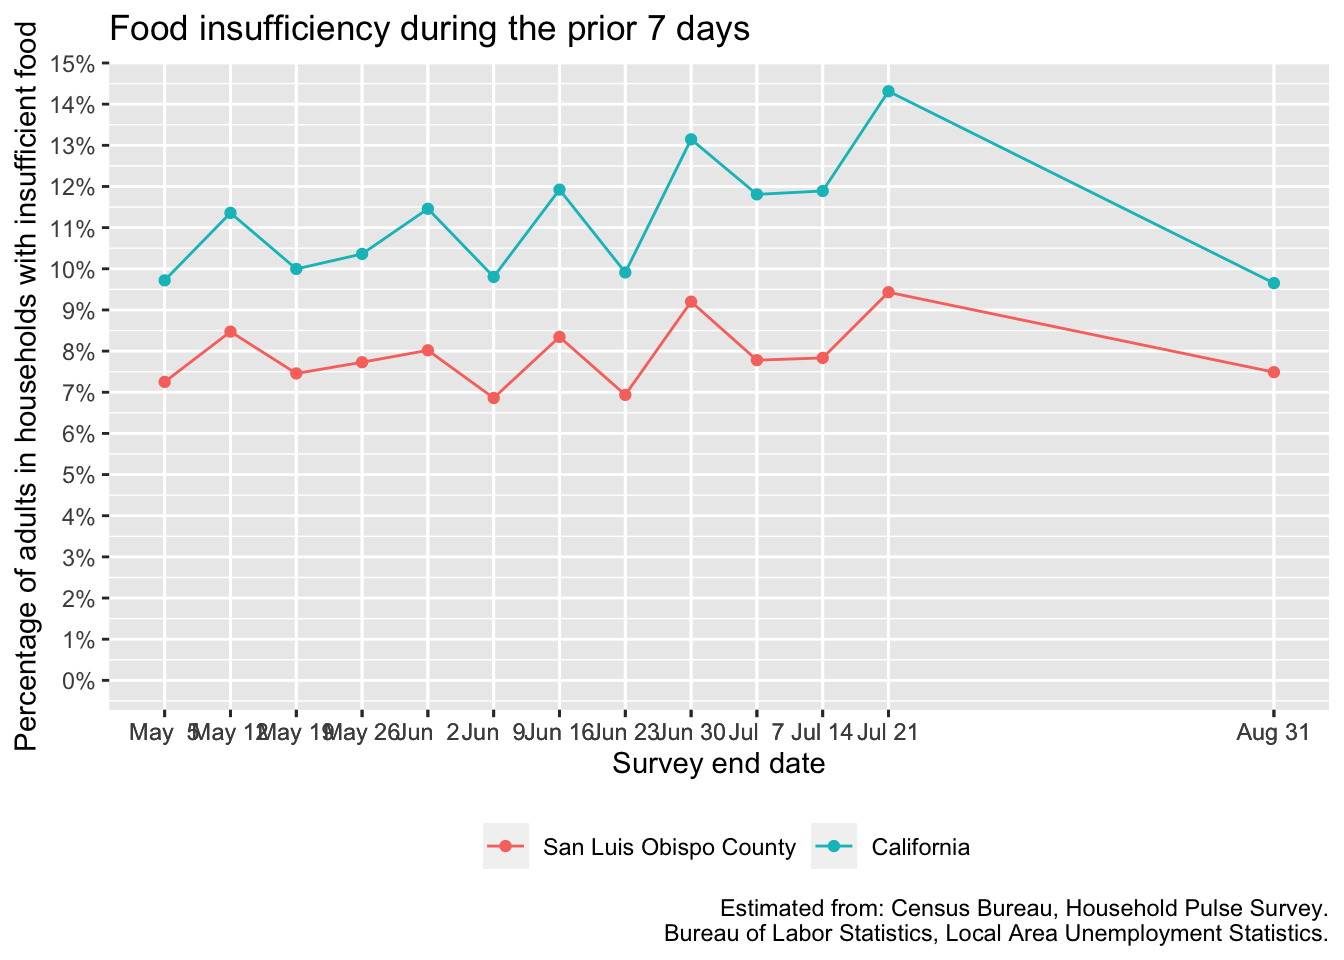 Food insufficiency during the prior 7 days
Percentage of adults in households with insufficient food
15%
14%
13%
12%
11%
10%
9%
8%
7%
6%
5%
4%
3%
2%
1%
0%
May 5 May 12 May 19 May 26 Jun 2 Jun 9 Jun 16 Jun 23 Jun 30 Jul 7 Jul 14 Jul 21 Aug 31
Survey end date
San Luis Obispo County California
Estimated from: Census Bureau, Household Pulse Survey.
Bureau of Labor Statistics, Local Area Unemployment Statistics.